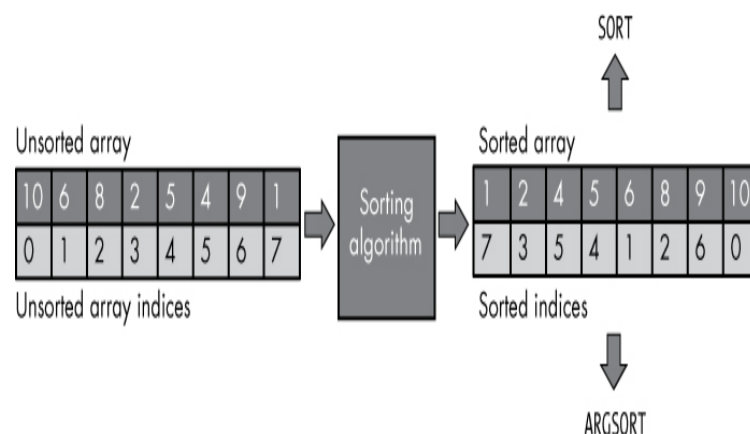 SORT
Unsorted array
10 6 8 2 5 4 9 1
0 1 2 3 4 5 6 7
Unsorted array indices
Sorting
algorithm
Sorted array
1 2 4 5 6 8 9 10
7 3 5 4 1 2 6 0
Sorted indices
ARGSORT